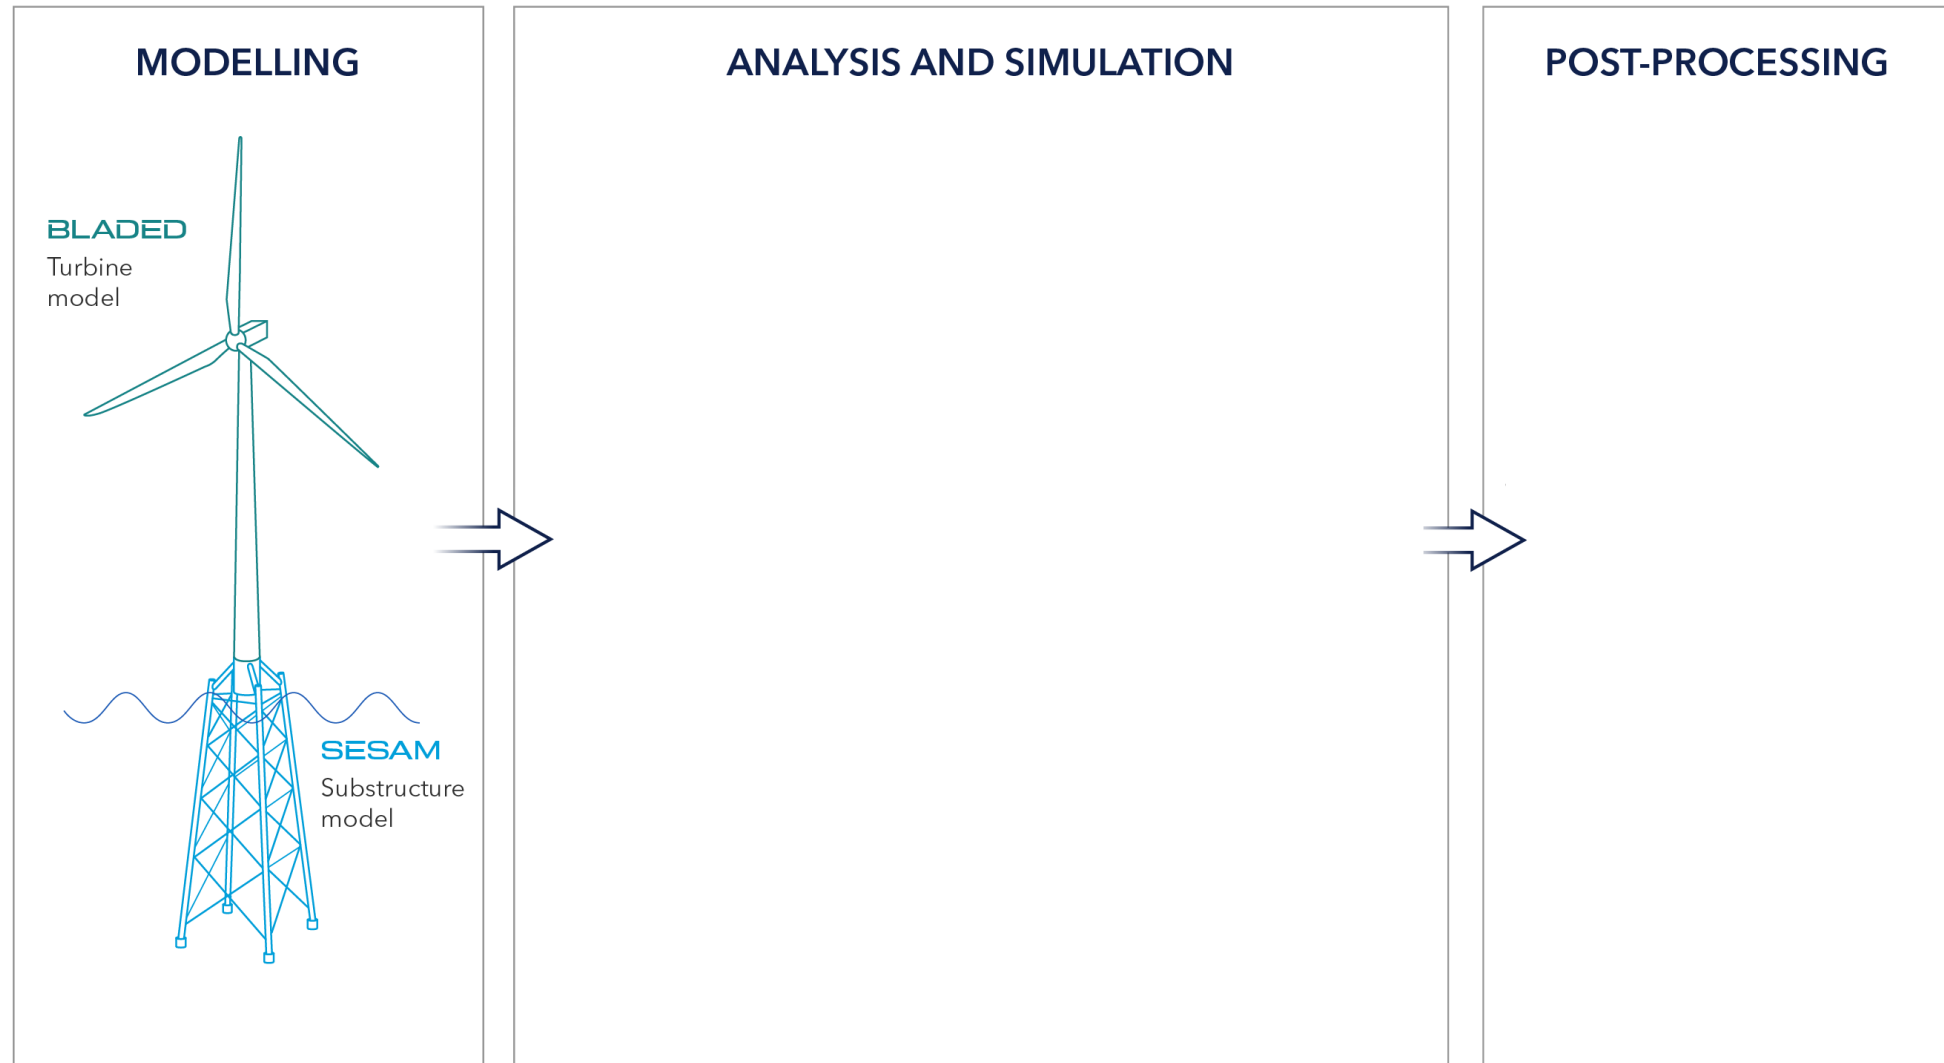 MODELLING
ANALYSIS AND SIMULATION
POST-PROCESSING
BLADED
Turbine
model
SESAM
Substructure
model